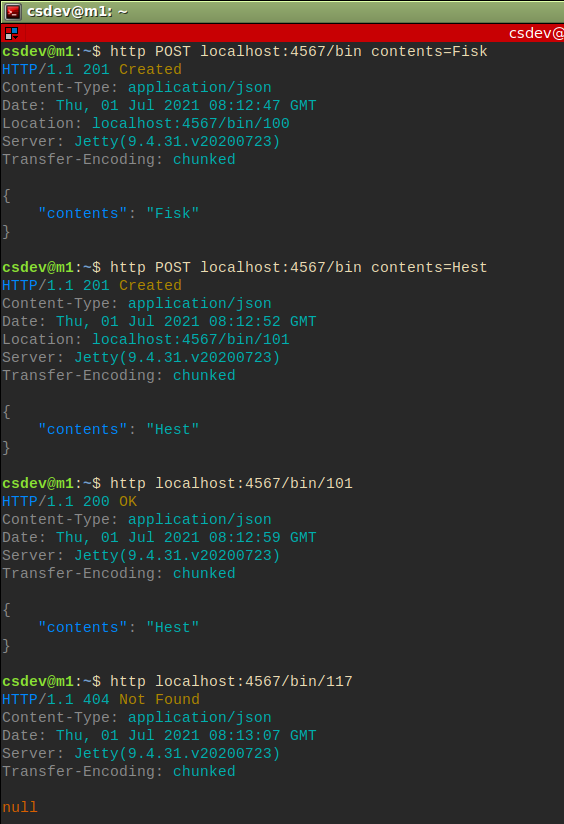 csdev@m1: ~
csdev@
csdev@m1:~$ http POST localhost:4567/bin contents=Fisk
HTTP/1.1 201 Created
Content-Type: application/json
Date: Thu, 01 Jul 2021 08:12:47 GMT
Location: localhost:4567/bin/100
Server: Jetty(9.4.31.v20200723)
Transfer-Encoding: chunked
{
    "contents": "Fisk"
}
csdev@m1:~$ http POST localhost:4567/bin contents=Hest
HTTP/1.1 201 Created
Content-Type: application/json
Date: Thu, 01 Jul 2021 08:12:52 GMT
Location: localhost:4567/bin/101
Server: Jetty(9.4.31.v20200723)
Transfer-Encoding: chunked
{
    "contents": "Hest"
}
csdev@m1:~$ http localhost:4567/bin/101
HTTP/1.1 200 OK
Content-Type: application/json
Date: Thu, 01 Jul 2021 08:12:59 GMT
Server: Jetty(9.4.31.v20200723)
Transfer-Encoding: chunked
{
    "contents": "Hest"
}
csdev@m1:~$ http localhost:4567/bin/117
HTTP/1.1 404 Not Found
Content-Type: application/json
Date: Thu, 01 Jul 2021 08:13:07 GMT
Server: Jetty(9.4.31.v20200723)
Transfer-Encoding: chunked
null